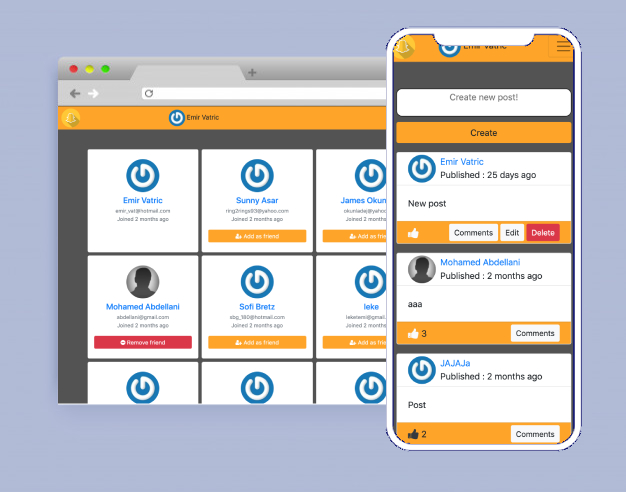 Emir Vatric
Emir Vatric
emir_vat@hotmail.com
Joined 2 months ago
Sunny Asar
ring2rings93@yahoo.com
Joined 2 months ago
Add as friend
James Okun
okunladej@yahoo
Joined 2 months ago
Add as friend
Mohamed Abdellani
abdellani@gmail.com
Joined 2 months ago
Remove friend
Sofi Bretz
sbg_180@hotmail.com
Joined 2 months ago
Add as friend
leke
leketemi@gmail.com
Joined 2 months ago
Add as friend
Emir Vatric
Create new post!
Create
Emir Vatric
Published : 25 days ago
New post
Comments Edit Delete
Mohamed Abdellani
Published : 2 months ago
aaa
3 Comments
JAJAJa
Published : 2 months ago
Post
2 Comments